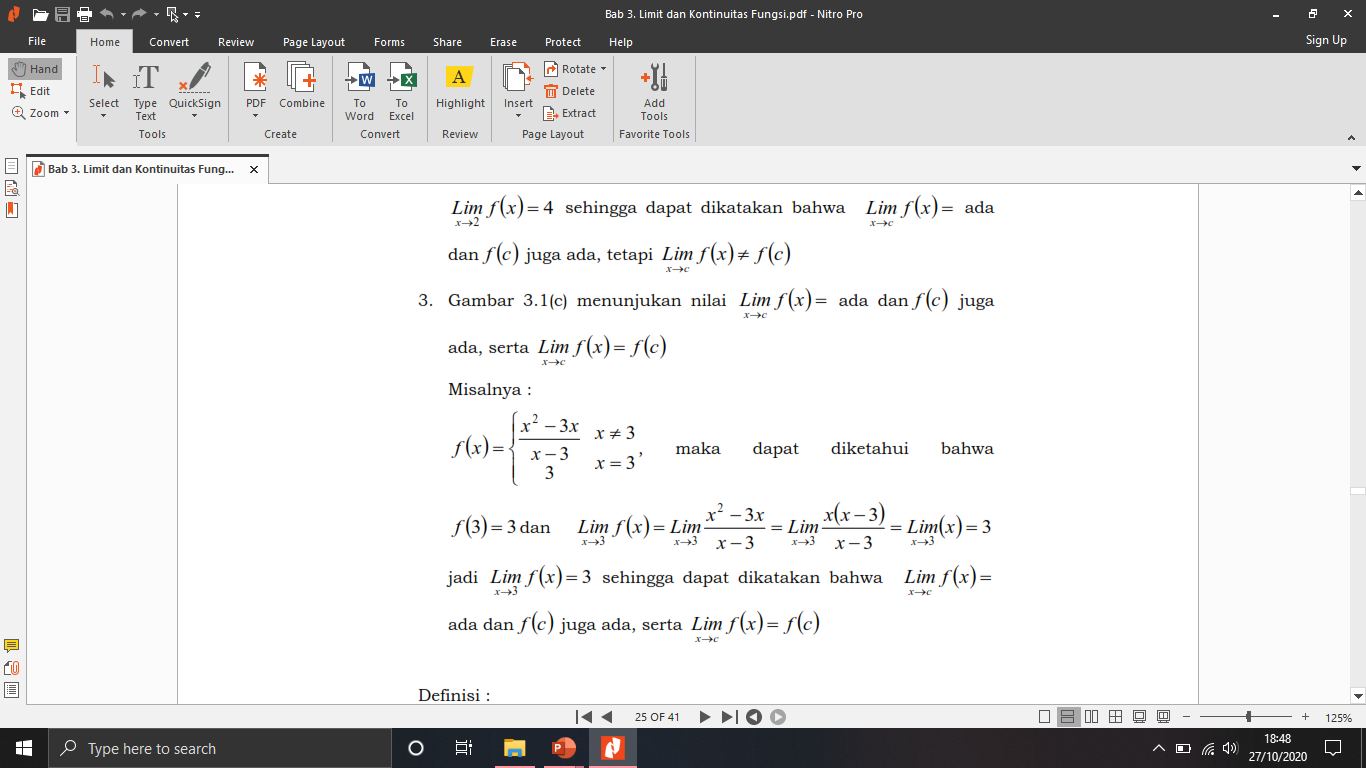 Bab 3. Limit dan Kontinuitas Fungsi.pdf - Nitro Pro
File Home Convert Review Page Layout Forms Share Erase Protect Help Sign Up
Hand
Edit
Zoom
Select
Type Text
QuickSign
Tools
PDF
Combine
Create
To Word
To Excel
Convert
A
Highlight
Review
Insert
Rotate
Delete
Extract
Page Layout
Add Tools
Favorite Tools
Bab 3. Limit dan Kontinuitas Fung...
Lim x→2 f(x) = 4 sehingga dapat dikatakan bahwa Lim x→c f(x) = ada
dan f(c) juga ada, tetapi Lim x→c f(x) ≠ f(c)
3. Gambar 3.1(c) menunjukan nilai Lim x→c f(x) = ada dan f(c) juga
ada, serta Lim x→c f(x) = f(c)
Misalnya :
f(x) = { (x² − 3x)/(x − 3) x ≠ 3; 3 x = 3 , maka dapat diketahui bahwa
f(3) = 3 dan Lim x→3 f(x) = Lim x→3 (x² − 3x)/(x − 3) = Lim x→3 x(x − 3)/(x − 3) = Lim x→3 (x) = 3
jadi Lim x→3 f(x) = 3 sehingga dapat dikatakan bahwa Lim x→c f(x) =
ada dan f(c) juga ada, serta Lim x→c f(x) = f(c)
Definisi :
25 OF 41
125%
Type here to search
18:48
27/10/2020